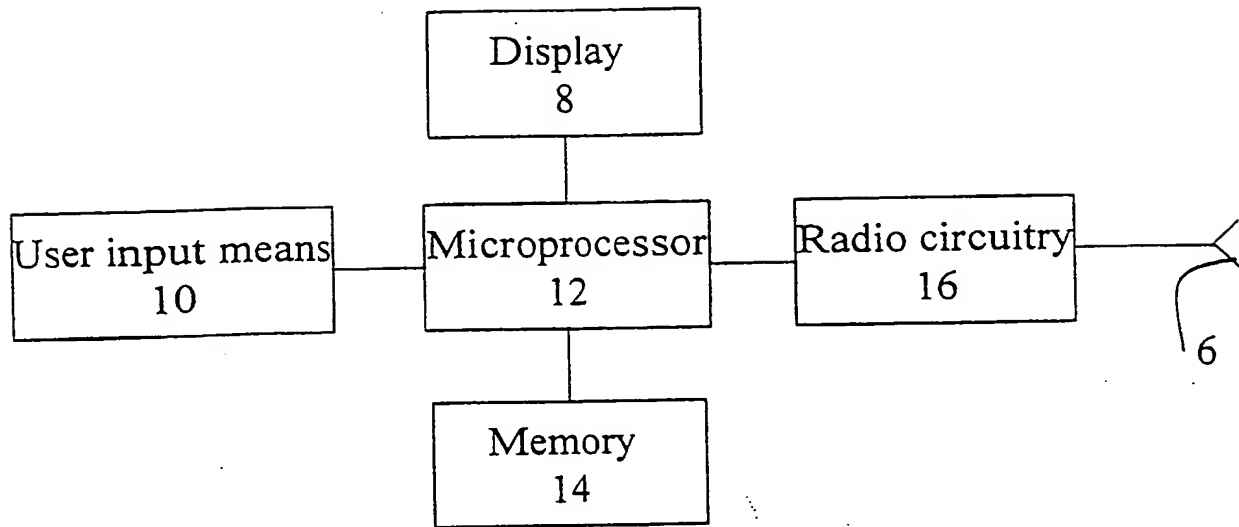 Display
8
User input means
10
Microprocessor
12
Radio circuitry
16
6
Memory
14